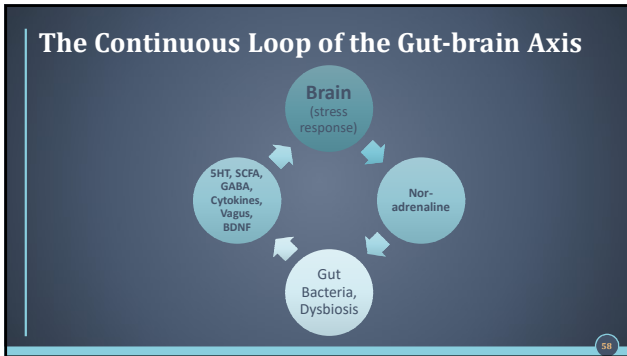 The Continuous Loop of the Gut-brain Axis
Brain
(stress
response)
Nor-
adrenaline
Gut
Bacteria,
Dysbiosis
5HT, SCFA,
GABA,
Cytokines,
Vagus,
BDNF
58